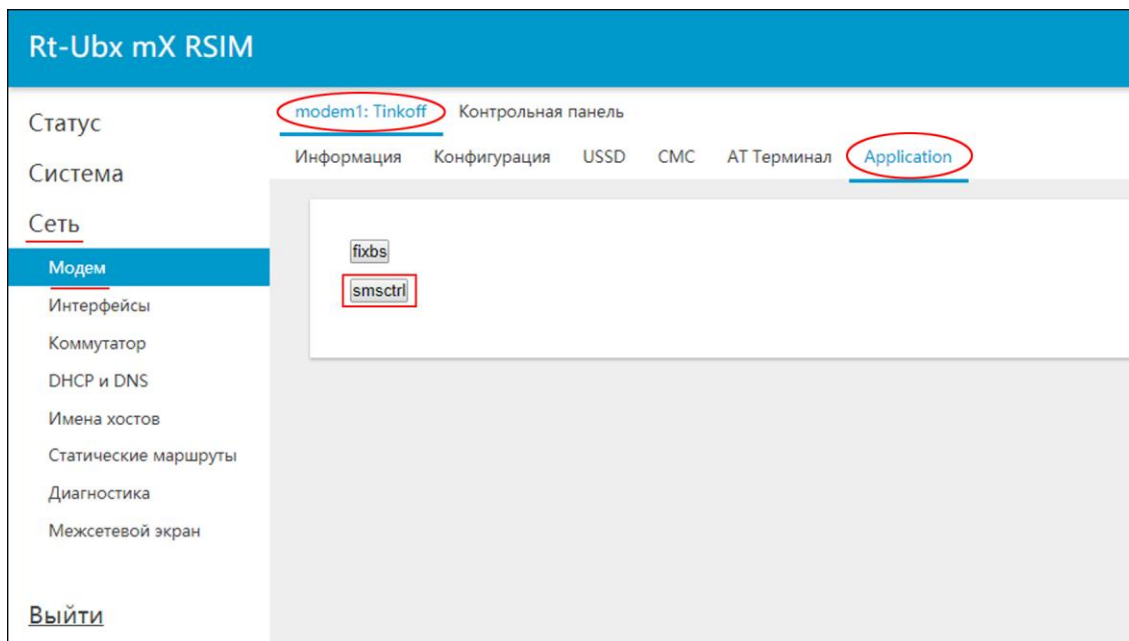 Rt-Ubx mX RSIM
Статус
Система
Сеть
Модем
Интерфейсы
Коммутатор
DHCP и DNS
Имена хостов
Статические маршруты
Диагностика
Межсетевой экран
Выйти
modem1: Tinkoff Контрольная панель
Информация Конфигурация USSD СМС AT Терминал Application
fixbs
smsctrl